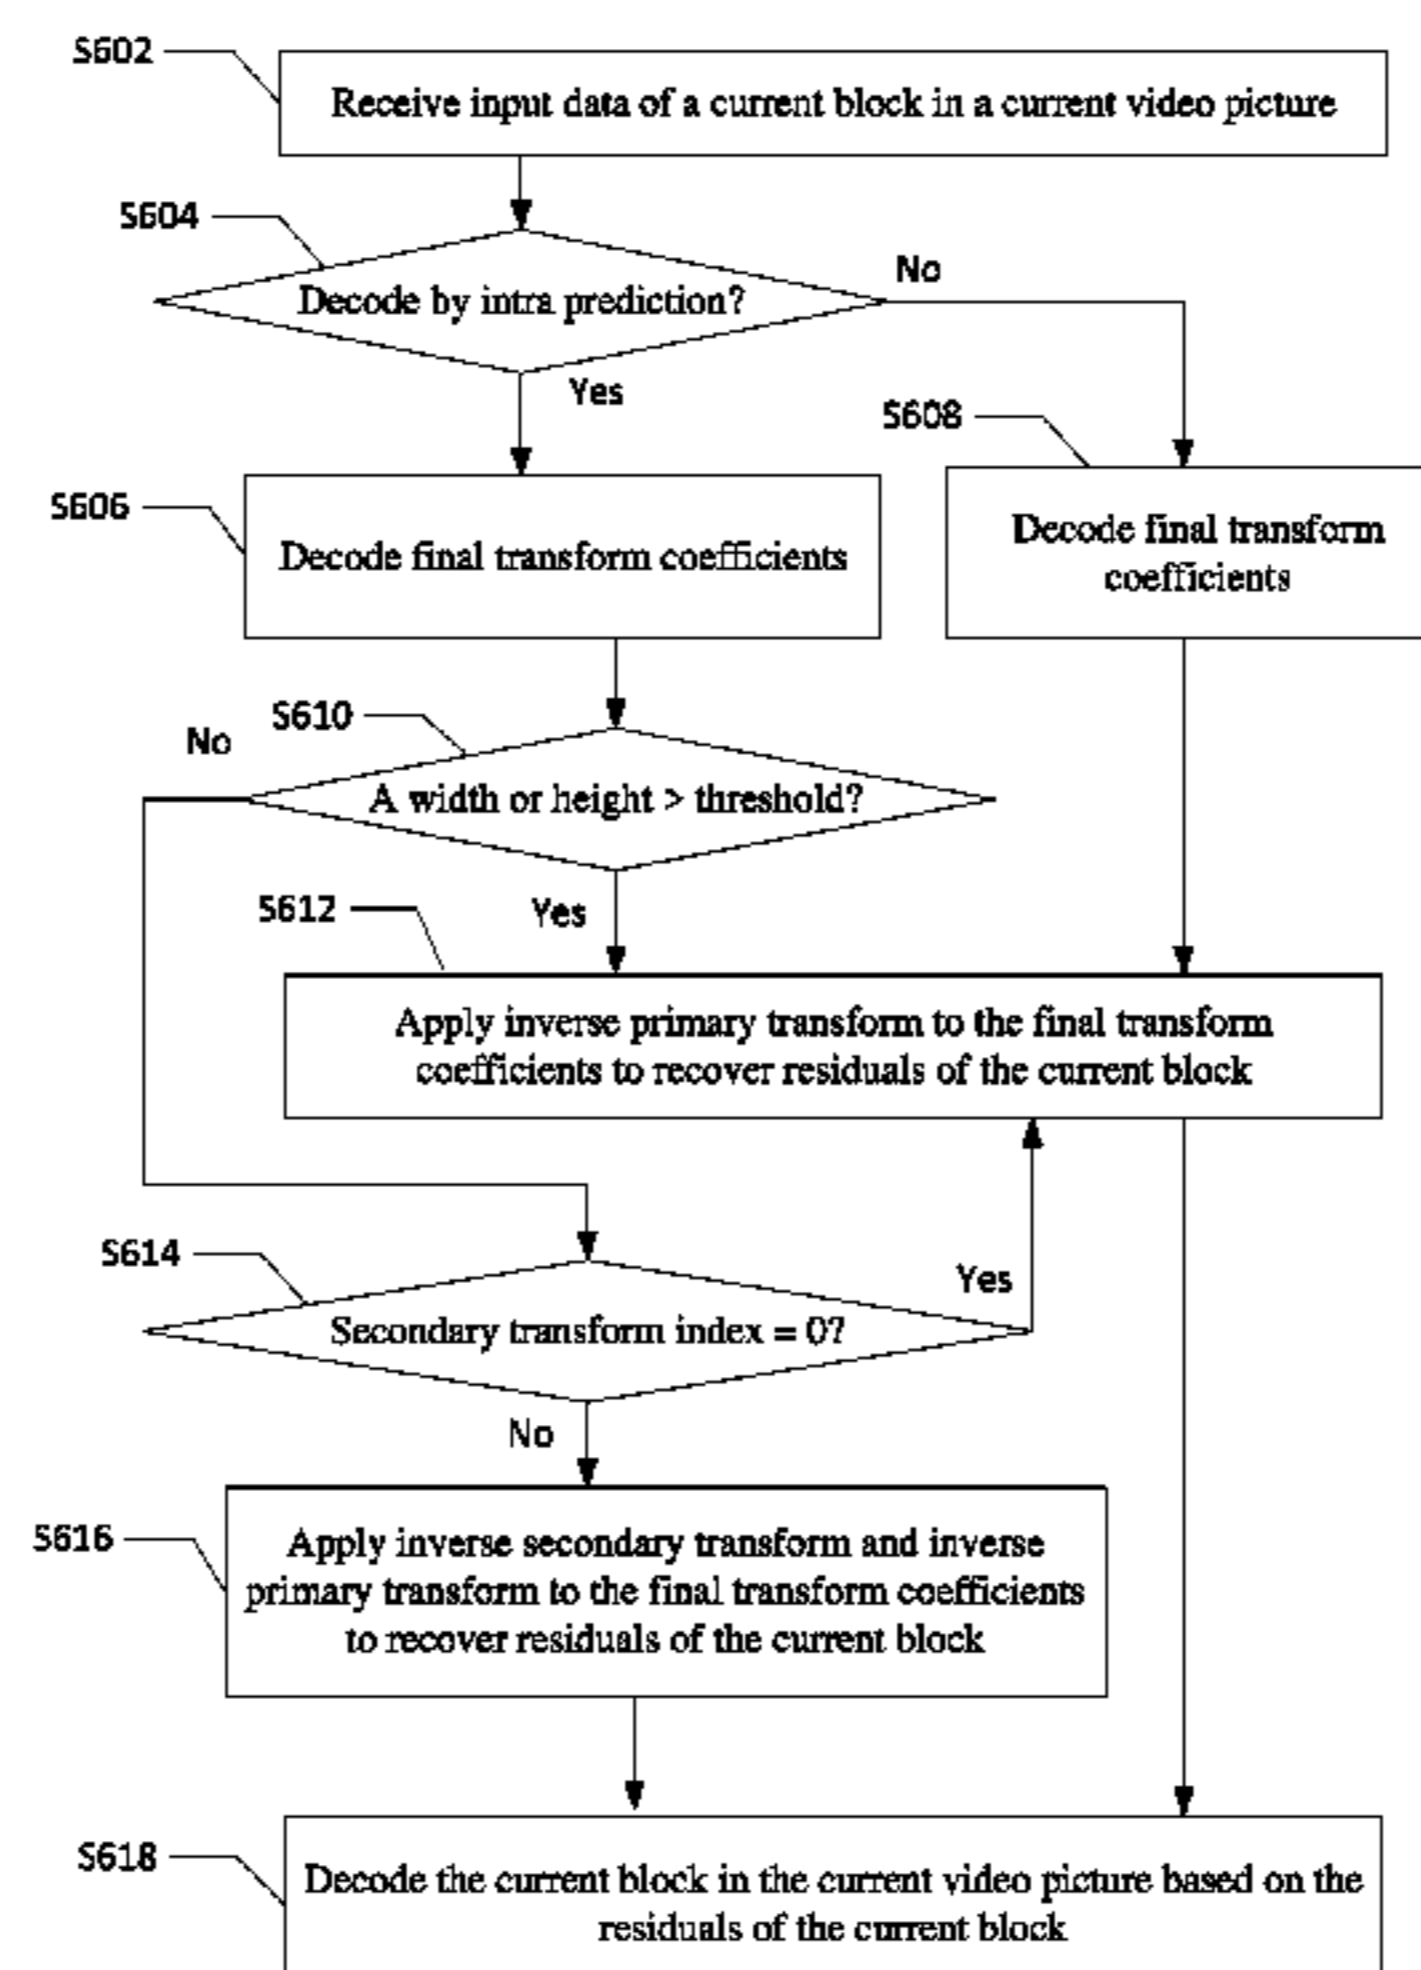 S602
Receive input data of a current block in a current video picture
S604
Decode by intra prediction?
No
Yes
S608
S606
Decode final transform coefficients
Decode final transform
coefficients
S610
No
A width or height > threshold?
S612
Yes
Apply inverse primary transform to the final transform
coefficients to recover residuals of the current block
S614
Yes
Secondary transform index = 0?
No
S616
Apply inverse secondary transform and inverse
primary transform to the final transform coefficients
to recover residuals of the current block
S618
Decode the current block in the current video picture based on the
residuals of the current block